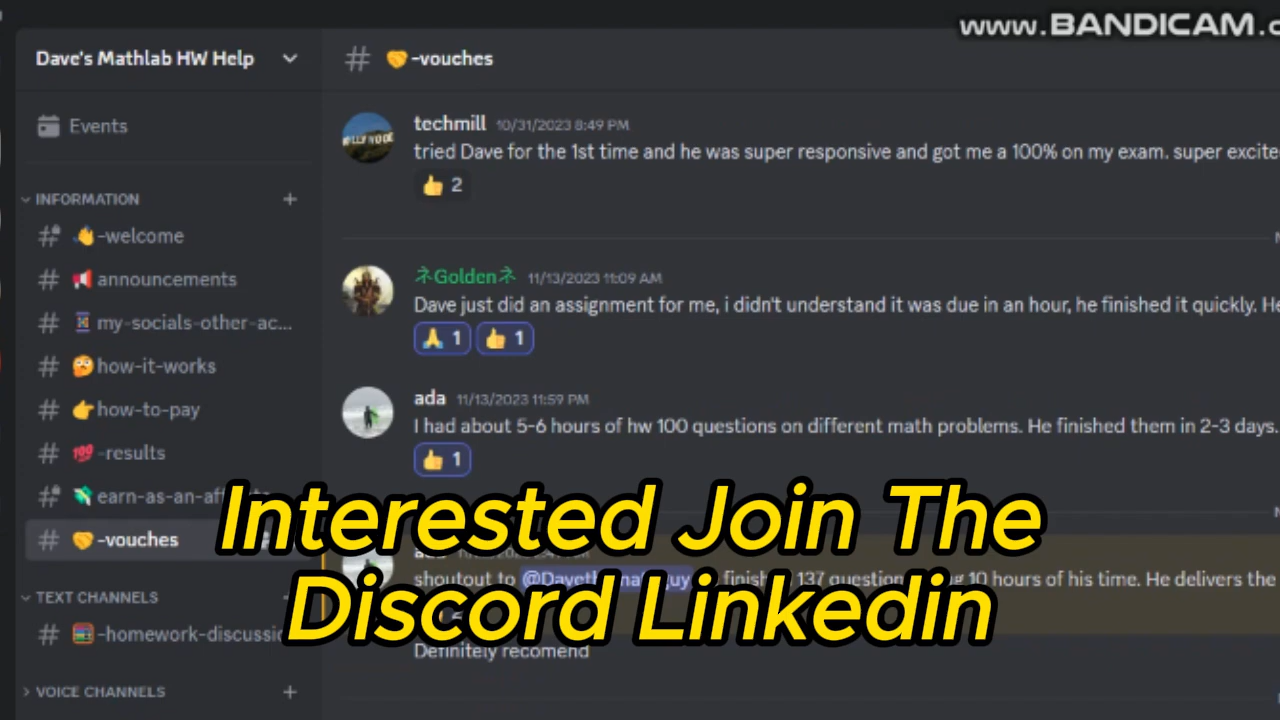 www.BANDICAM.c
Dave's Mathlab HW Help
# -vouches
Events
INFORMATION
-welcome
announcements
my-socials-other-ac...
how-it-works
how-to-pay
-results
earn-as-an-aff
-vouches
TEXT CHANNELS
-homework-discussi
VOICE CHANNELS
techmill 10/31/2023 8:49 PM
tried Dave for the 1st time and he was super responsive and got me a 100% on my exam. super excite
2
ネGoldenネ 11/13/2023 11:09 AM
Dave just did an assignment for me, i didn't understand it was due in an hour, he finished it quickly. He
1 1
ada 11/13/2023 11:59 PM
I had about 5-6 hours of hw 100 questions on different math problems. He finished them in 2-3 days.
1
shoutout to 137 10 hours of his time. He delivers the
Definitely recomend
Interested Join The
Discord Linkedin